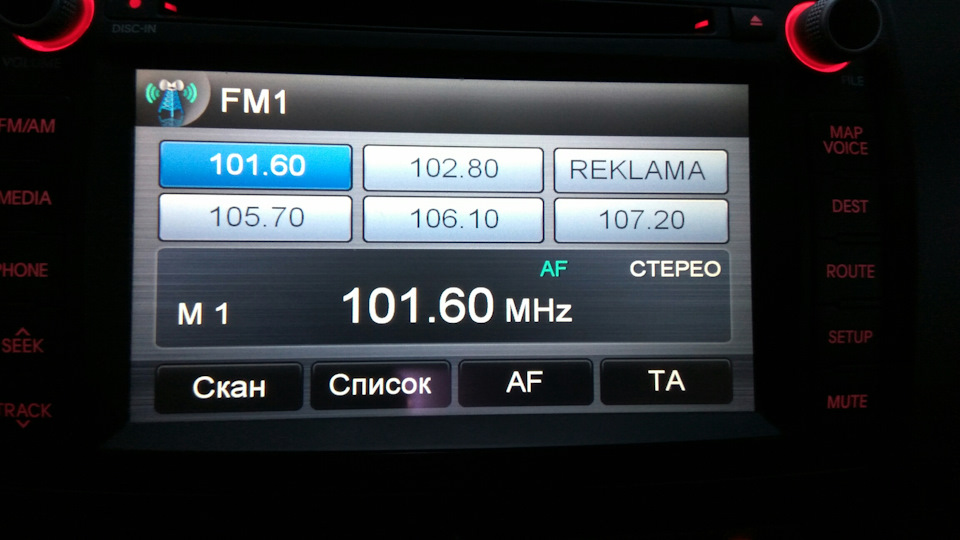 DISC-IN
VOLUME
FILE
FM1
FM/AM
MAP
VOICE
101.60 102.80 REKLAMA
MEDIA
DEST
105.70 106.10 107.20
PHONE
AF СТЕРЕО
ROUTE
M 1 101.60 MHz
SEEK
SETUP
Скан Список AF TA
TRACK
MUTE